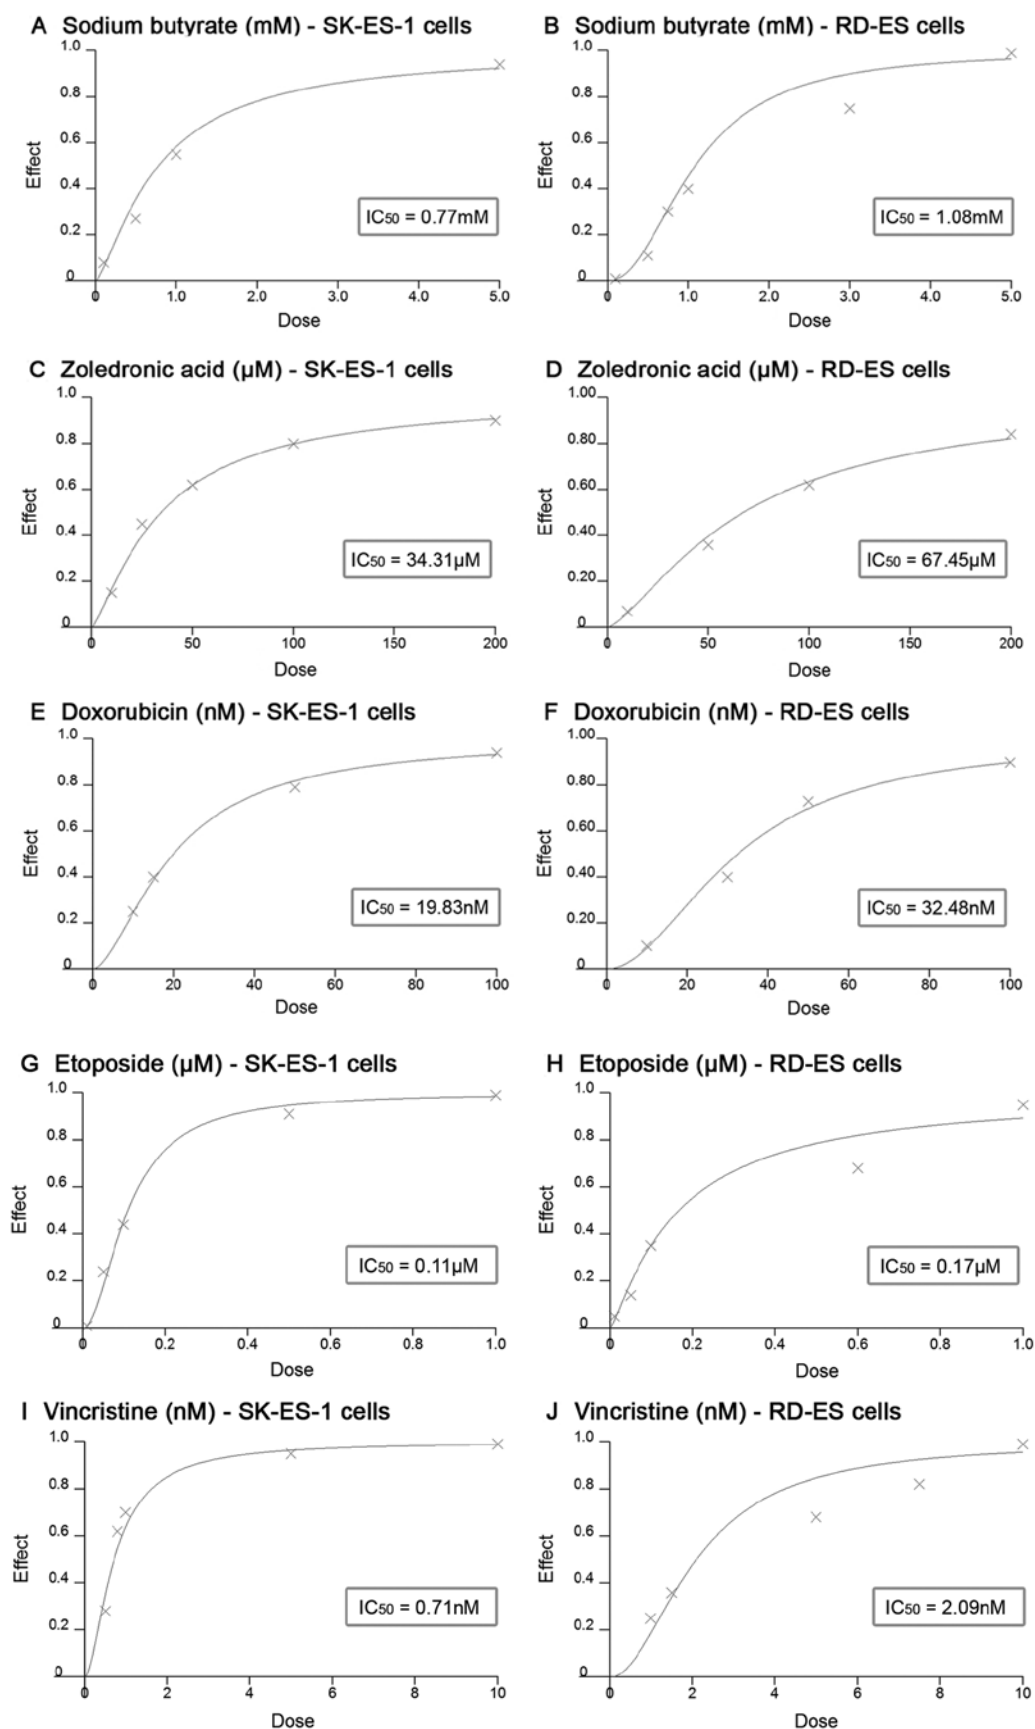 A Sodium butyrate (mM) - SK-ES-1 cells
1.0
0.8
0.6
0.4
0.2
0
Effect
IC50 = 0.77mM
0 1.0 2.0 3.0 4.0 5.0
Dose
B Sodium butyrate (mM) - RD-ES cells
1.0
0.8
0.6
0.4
0.2
0
Effect
IC50 = 1.08mM
0 1.0 2.0 3.0 4.0 5.0
Dose
C Zoledronic acid (µM) - SK-ES-1 cells
1.0
0.80
0.60
0.40
0.2
0
Effect
IC50 = 34.31µM
0 50 100 150 200
Dose
D Zoledronic acid (µM) - RD-ES cells
1.00
0.80
0.60
0.40
0.20
0
Effect
IC50 = 67.45µM
0 50 100 150 200
Dose
E Doxorubicin (nM) - SK-ES-1 cells
1.00
0.80
0.6
0.40
0.2
0
Effect
IC50 = 19.83nM
0 20 40 60 80 100
Dose
F Doxorubicin (nM) - RD-ES cells
1.00
0.80
0.60
0.40
0.20
0
Effect
IC50 = 32.48nM
0 20 40 60 80 100
Dose
G Etoposide (µM) - SK-ES-1 cells
1.0
0.8
0.6
0.4
0.2
0
Effect
IC50 = 0.11µM
0 0.2 0.4 0.6 0.8 1.0
Dose
H Etoposide (µM) - RD-ES cells
1.0
0.8
0.6
0.4
0.2
0
Effect
IC50 = 0.17µM
0 0.2 0.4 0.6 0.8 1.0
Dose
I Vincristine (nM) - SK-ES-1 cells
1.0
0.8
0.6
0.4
0.2
0
Effect
IC50 = 0.71nM
0 2 4 6 8 10
Dose
J Vincristine (nM) - RD-ES cells
1.0
0.8
0.6
0.4
0.2
0
Effect
IC50 = 2.09nM
0 2 4 6 8 10
Dose